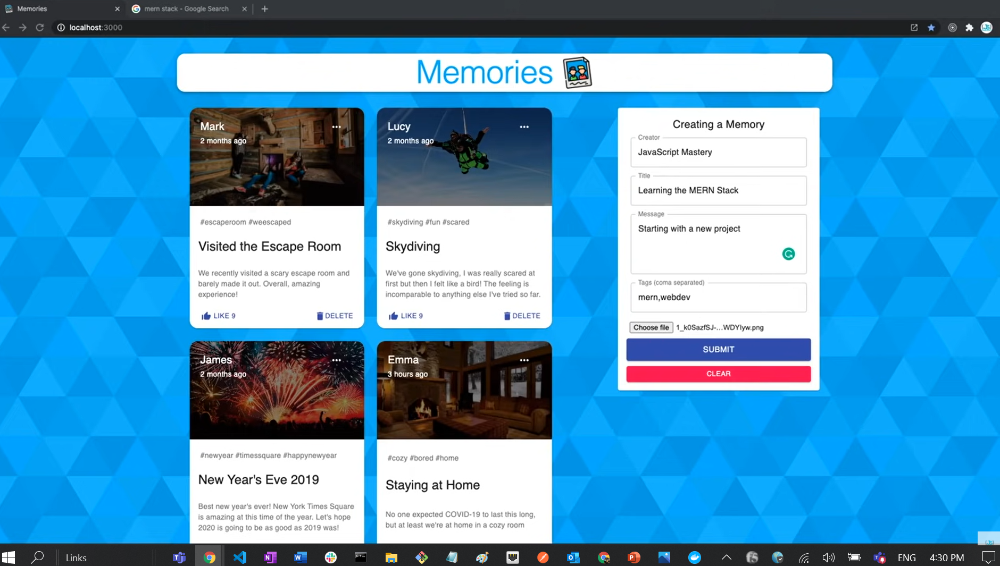 Memories
mern stack - Google Search
localhost:3000
Memories
Mark
2 months ago
#escaperoom #weescaped
Visited the Escape Room
We recently visited a scary escape room and
barely made it out. Overall, amazing
experience!
LIKE 9
DELETE
Lucy
2 months ago
#skydiving #fun #scared
Skydiving
We've gone skydiving, I was really scared at
first but then I felt like a bird! The feeling is
incomparable to anything else I've tried so far.
LIKE 9
DELETE
James
2 months ago
#newyear #timessquare #happynewyear
New Year's Eve 2019
Best new year's ever! New York Times Square
is amazing at this time of the year. Let's hope
2020 is going to be as good as 2019 was!
Emma
3 hours ago
#cozy #bored #home
Staying at Home
No one expected COVID-19 to last this long,
but at least we're at home in a cozy room
Creating a Memory
Creator
JavaScript Mastery
Title
Learning the MERN Stack
Message
Starting with a new project
Tags (coma separated)
mern,webdev
Choose file 1_k0SazfSJ-...WDYIyw.png
SUBMIT
CLEAR
Links
ENG
4:30 PM